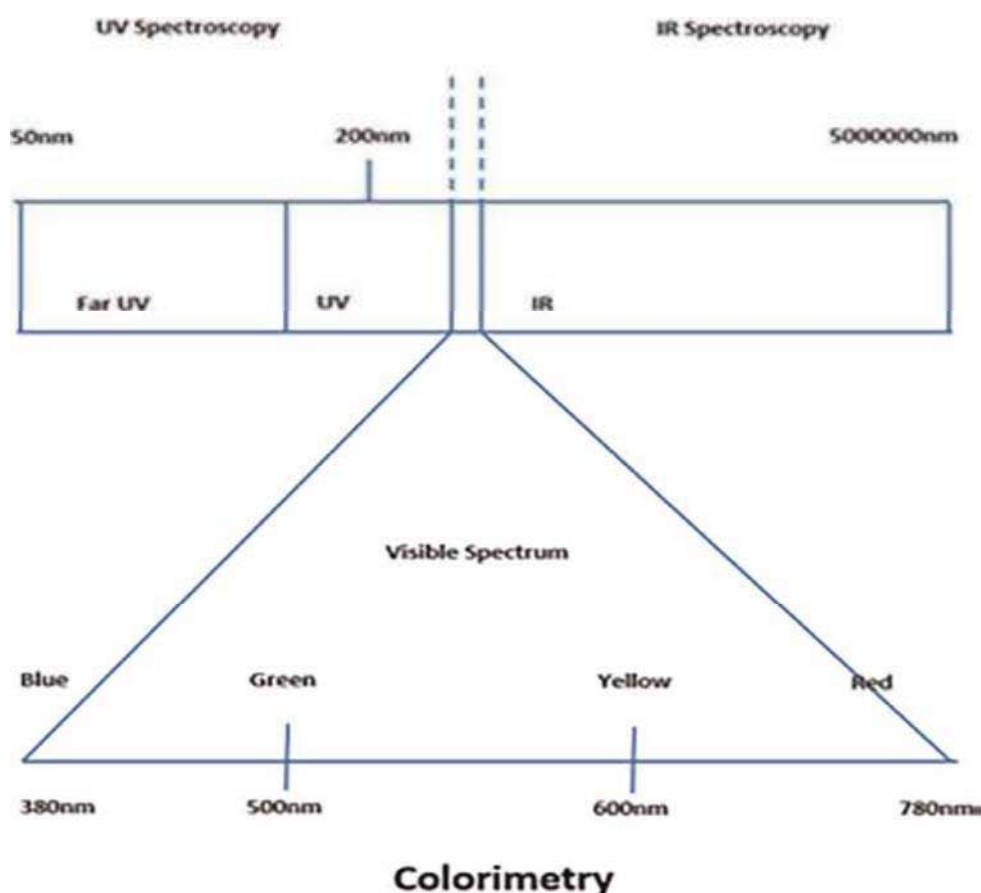 UV Spectroscopy IR Spectroscopy
50nm 200nm 5000000nm
Far UV UV IR
Visible Spectrum
Blue Green Yellow Red
380nm 500nm 600nm 780nm
Colorimetry